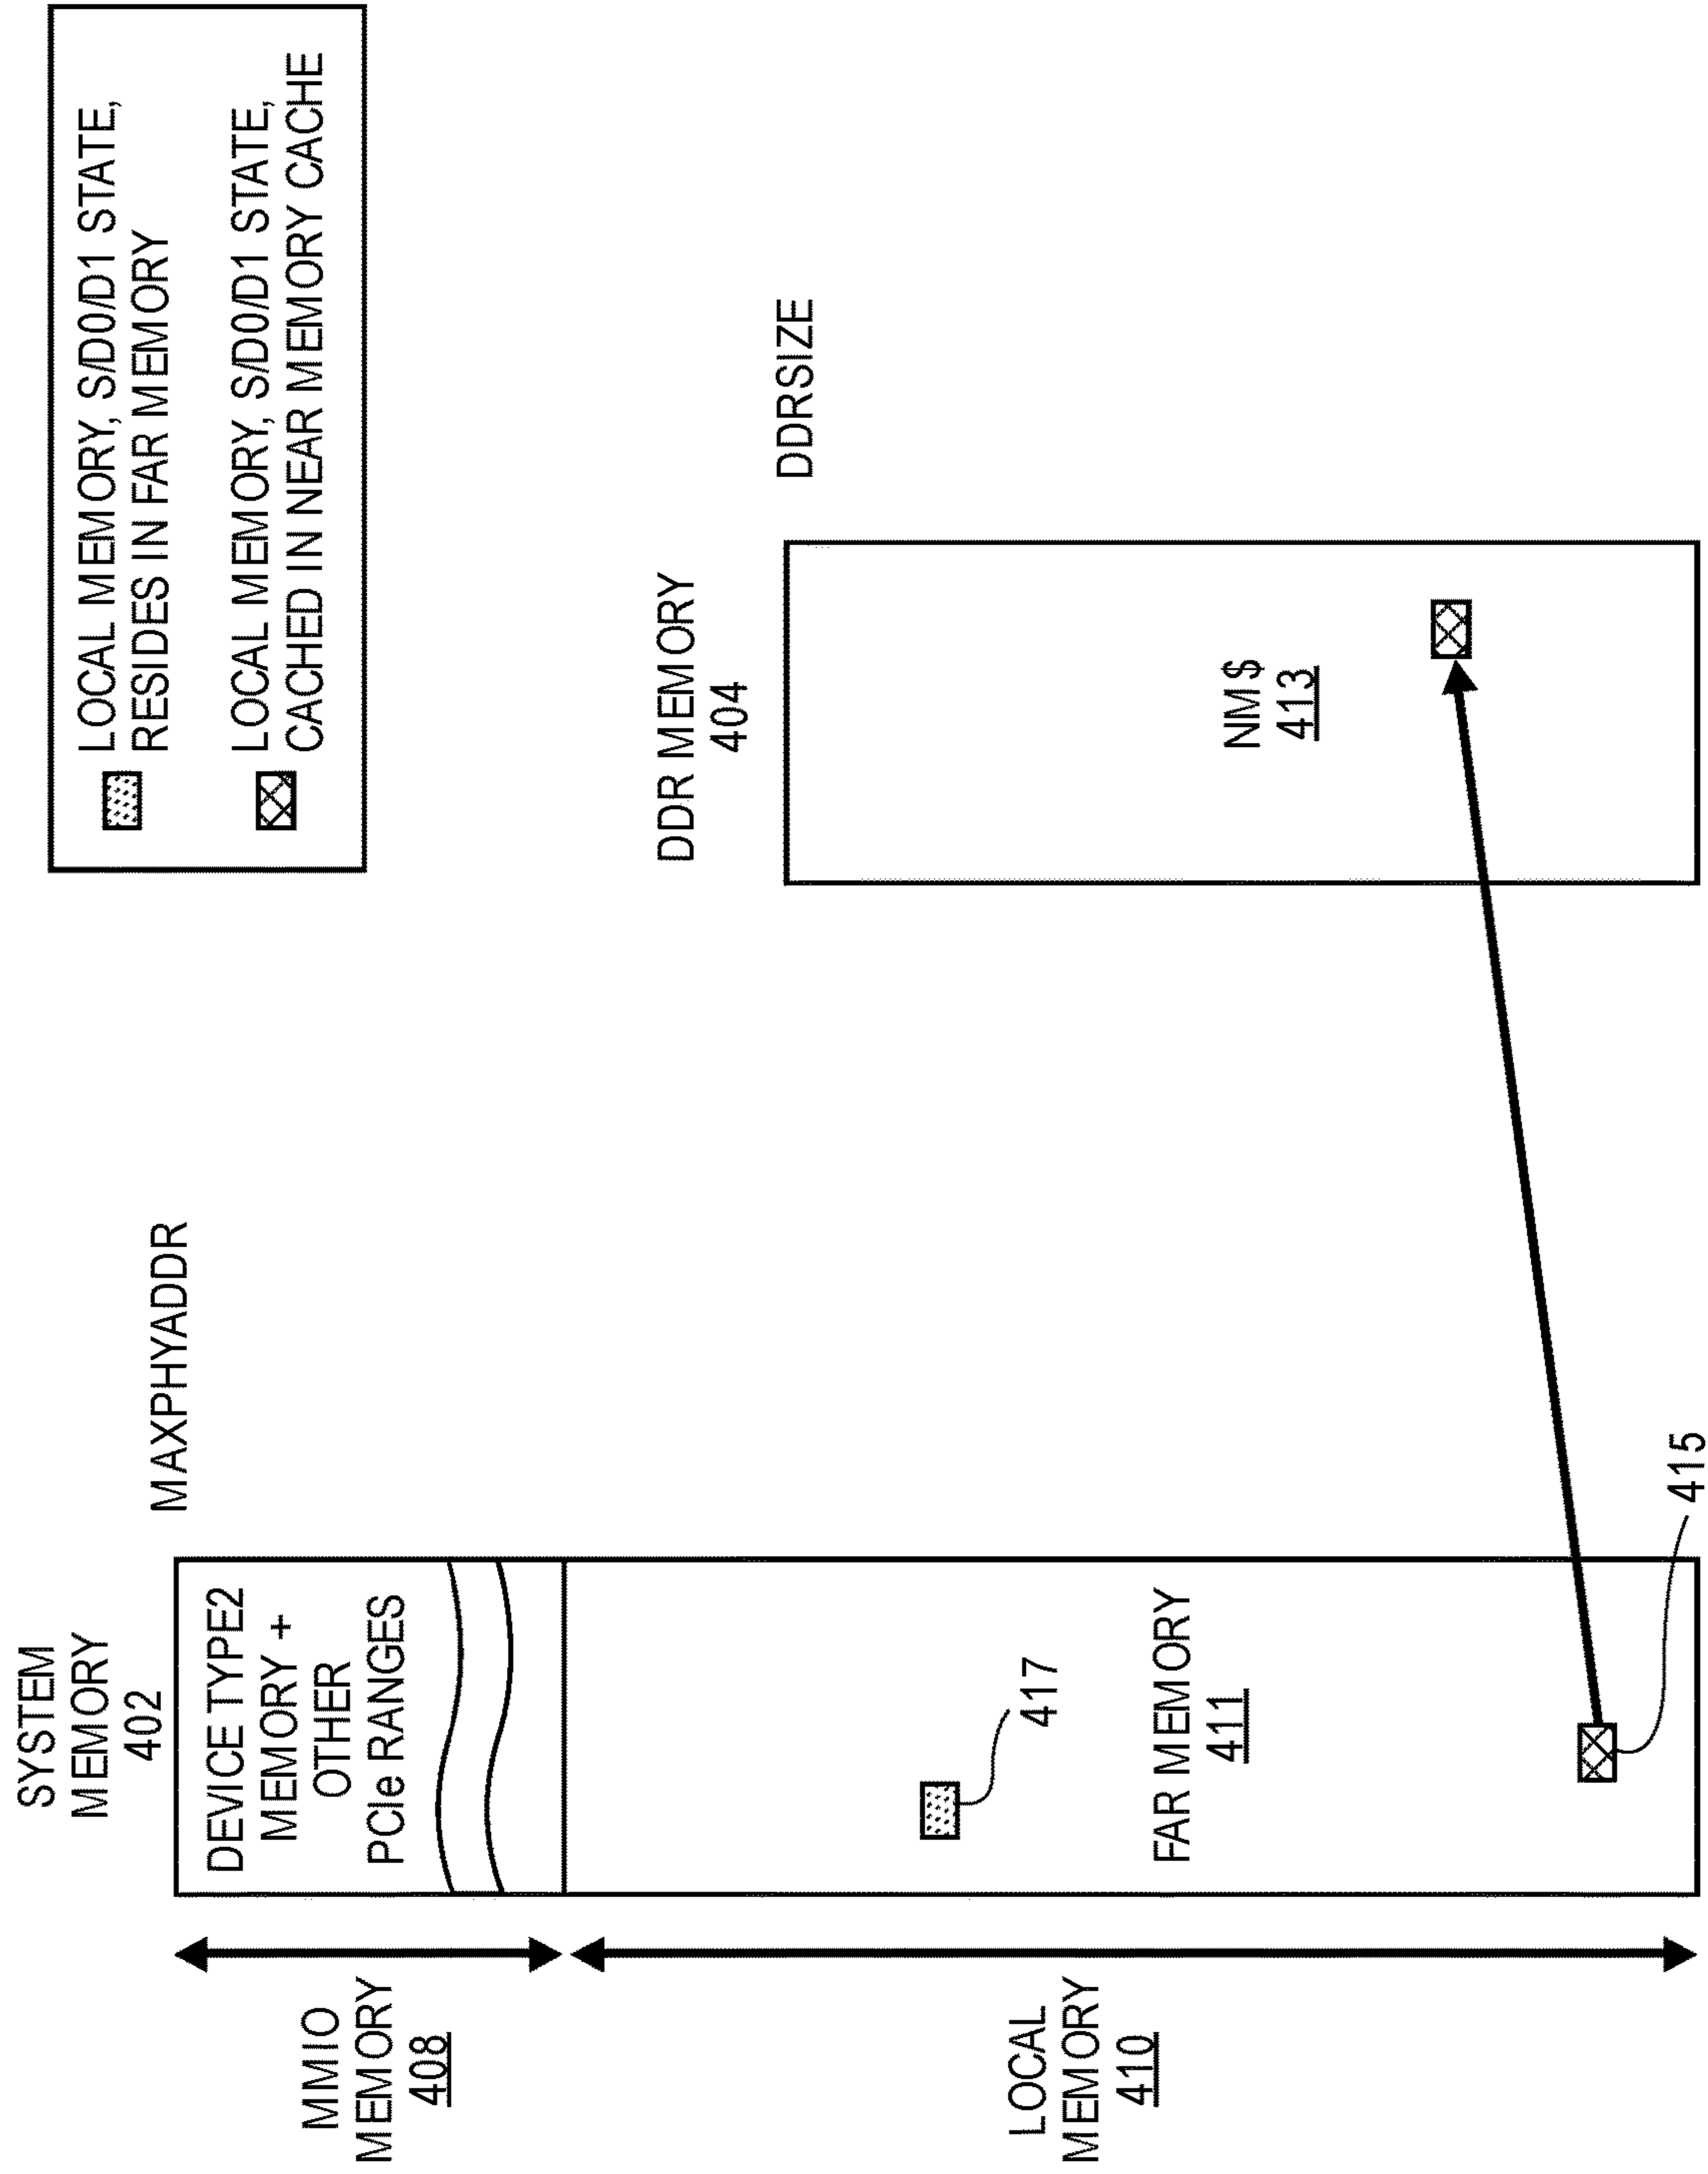 SYSTEM
MEMORY
402
MAXPHYADDR
DEVICE TYPE2
MEMORY +
OTHER
PCIe RANGES
MMIO
MEMORY
408
LOCAL
MEMORY
410
417
FAR MEMORY
411
415
DDR MEMORY
404
DDRSIZE
NM$
413
LOCAL MEMORY, S/D0/D1 STATE,
RESIDES IN FAR MEMORY
LOCAL MEMORY, S/D0/D1 STATE,
CACHED IN NEAR MEMORY CACHE